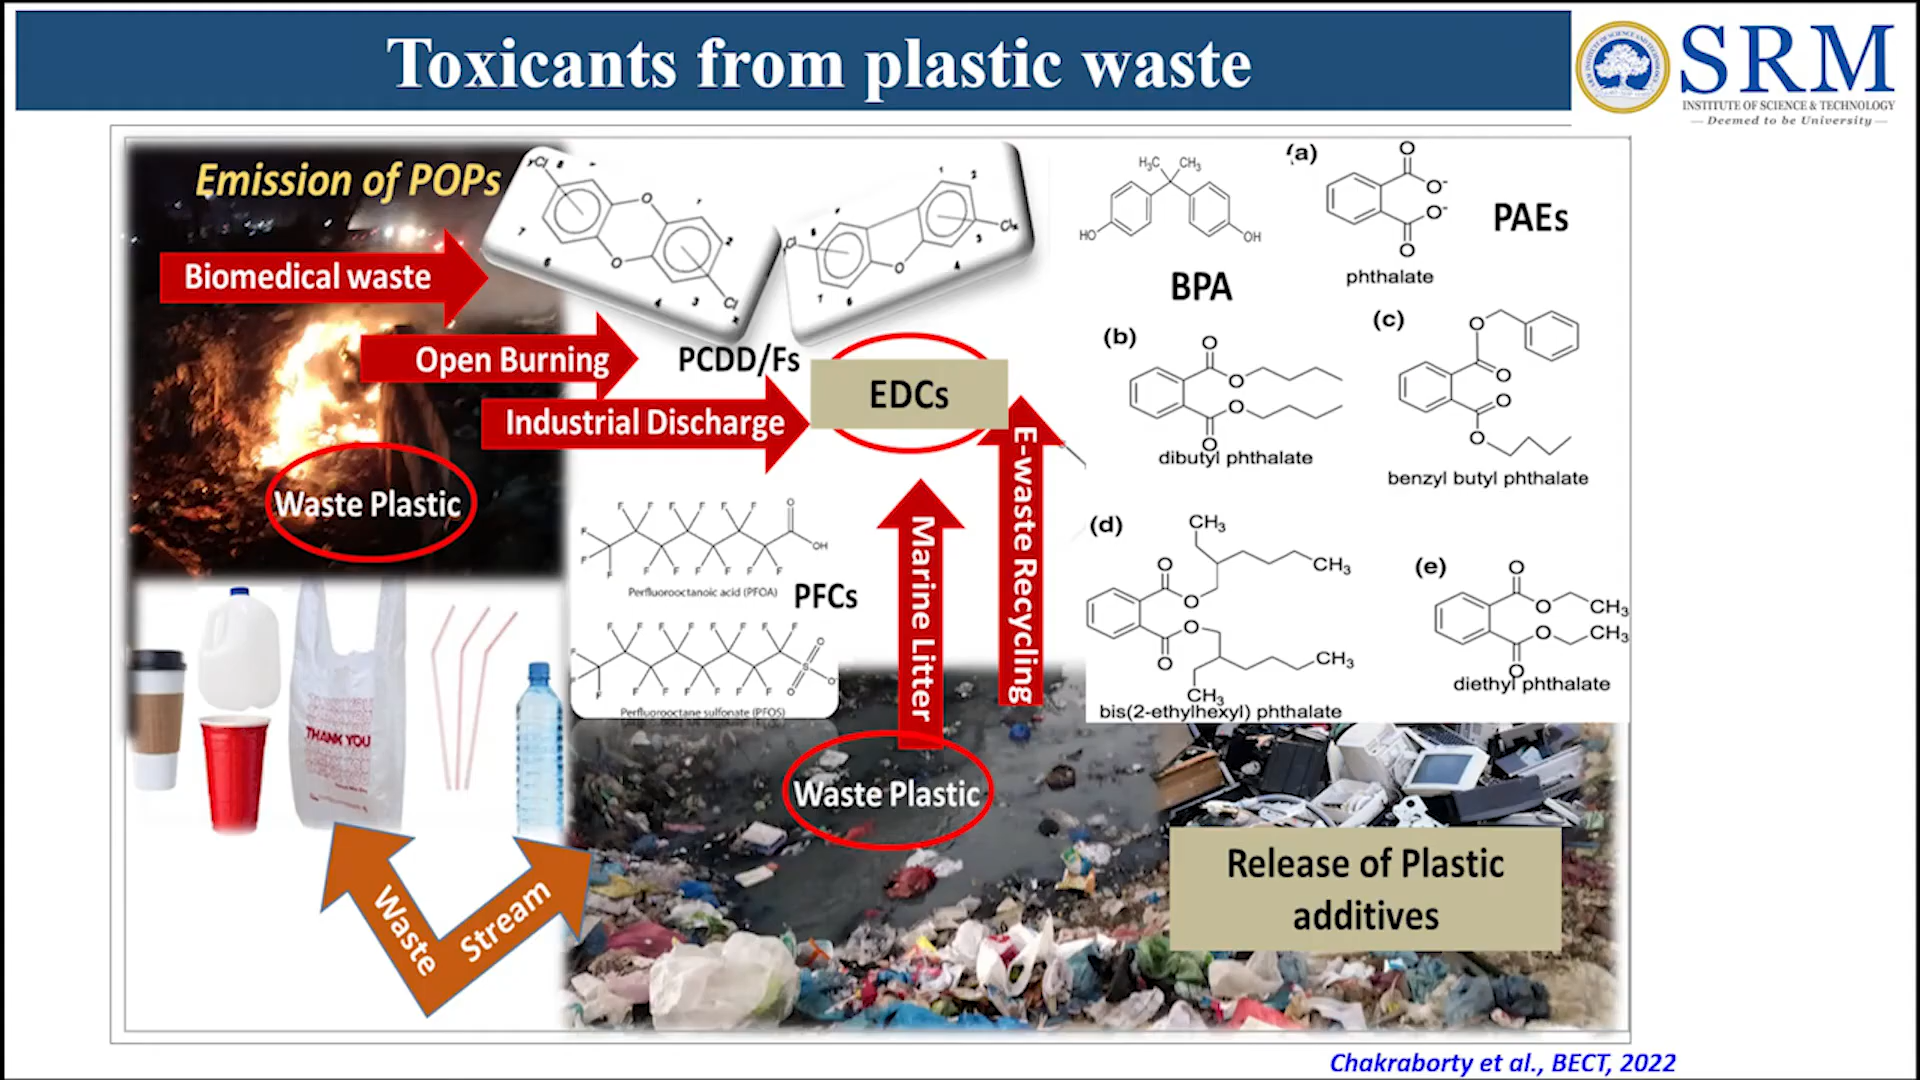 Toxicants from plastic waste
SRM
INSTITUTE OF SCIENCE & TECHNOLOGY
Deemed to be University
Emission of POPs
Biomedical waste
Open Burning
Industrial Discharge
Waste Plastic
PCDD/Fs
EDCs
E-waste Recycling
Marine Litter
Perfluorooctanoic acid (PFOA)
PFCs
Perfluorooctane sulfonate (PFOS)
H₃C CH₃
HO OH
BPA
(a)
phthalate
PAEs
(b)
dibutyl phthalate
(c)
benzyl butyl phthalate
(d)
CH₃
CH₃
CH₃
CH₃
bis(2-ethylhexyl) phthalate
(e)
CH₃
CH₃
diethyl phthalate
THANK YOU
Waste Plastic
Waste Stream
Release of Plastic
additives
Chakraborty et al., BECT, 2022